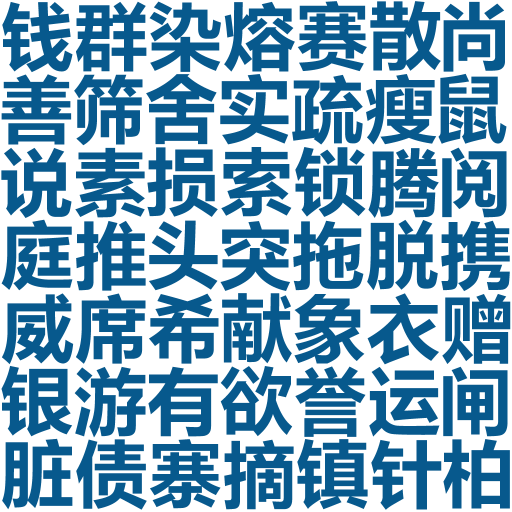 钱群染熔赛散尚
善筛舍实疏瘦鼠
说素损索锁腾阅
庭推头突拖脱携
威席希献象衣赠
银游有欲誉运闸
脏债寨摘镇针柏